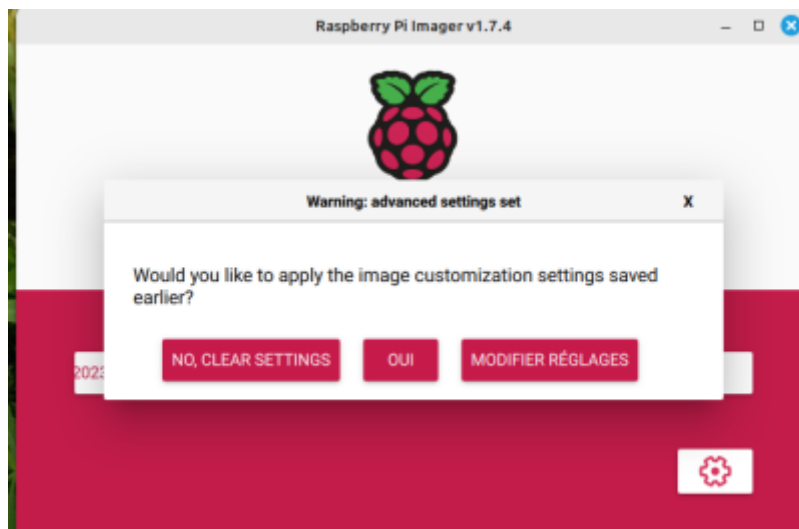 Raspberry Pi Imager v1.7.4
Warning: advanced settings set X
Would you like to apply the image customization settings saved
earlier?
NO, CLEAR SETTINGS OUI MODIFIER RÉGLAGES
2023